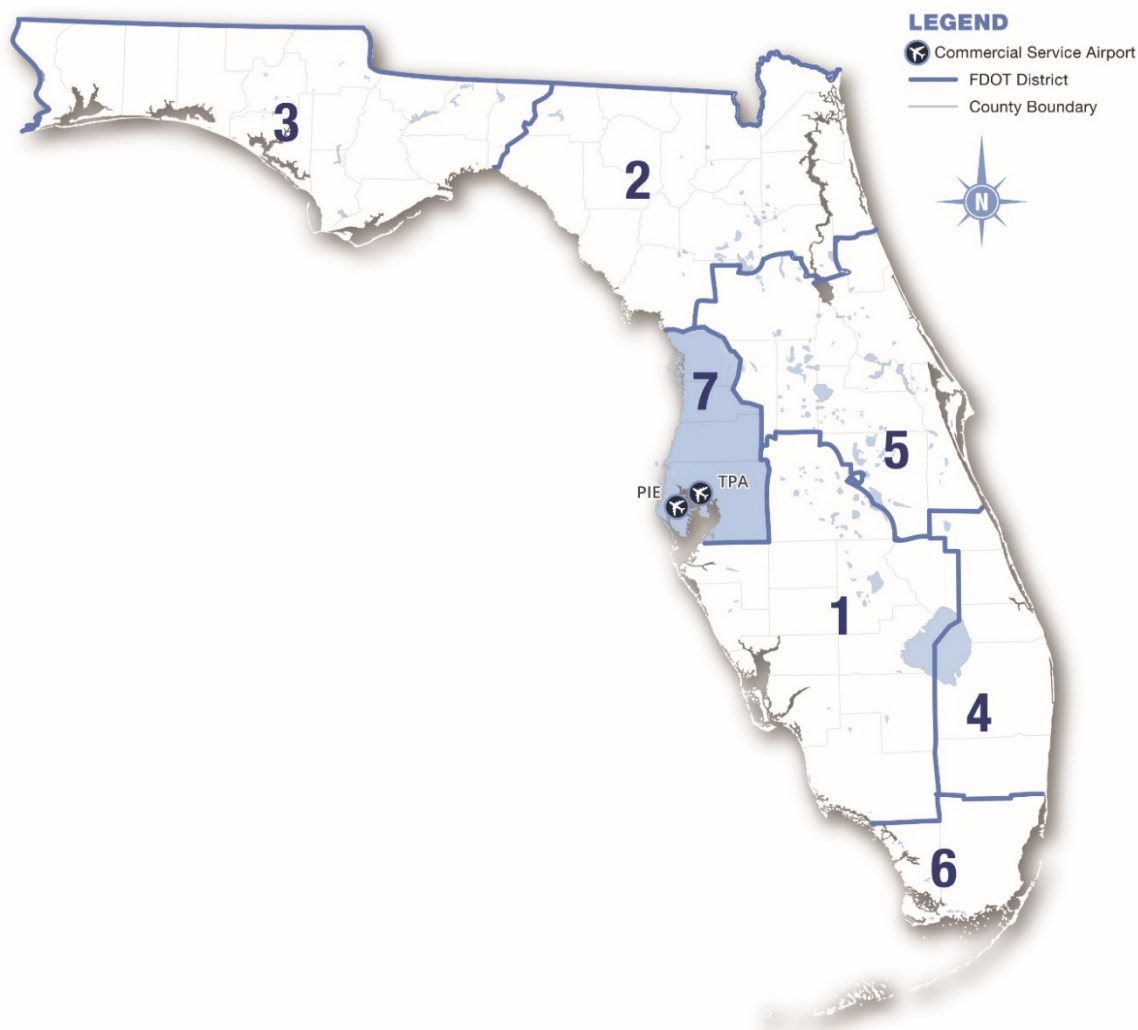 LEGEND
Commercial Service Airport
FDOT District
County Boundary
N
3
2
7
5
PIE
TPA
1
4
6